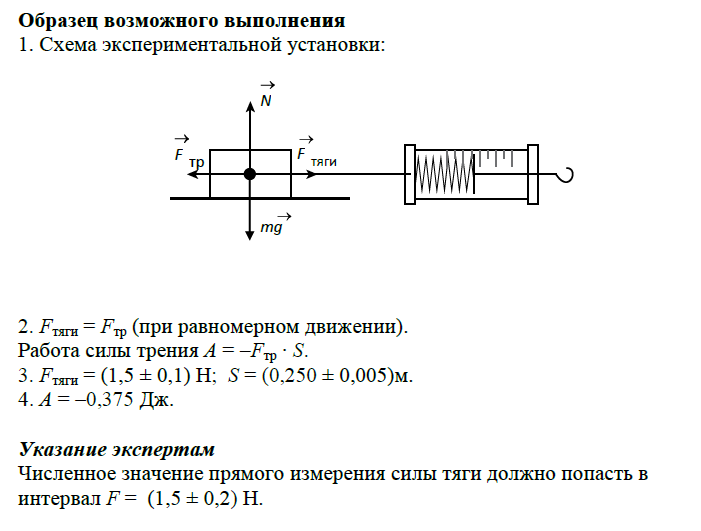 Образец возможного выполнения
1. Схема экспериментальной установки:
N
F тр
F тяги
mg
2. Fтяги = Fтр (при равномерном движении).
Работа силы трения A = –Fтр · S.
3. Fтяги = (1,5 ± 0,1) Н;  S = (0,250 ± 0,005)м.
4. A = –0,375 Дж.
Указание экспертам
Численное значение прямого измерения силы тяги должно попасть в
интервал F =  (1,5 ± 0,2) Н.